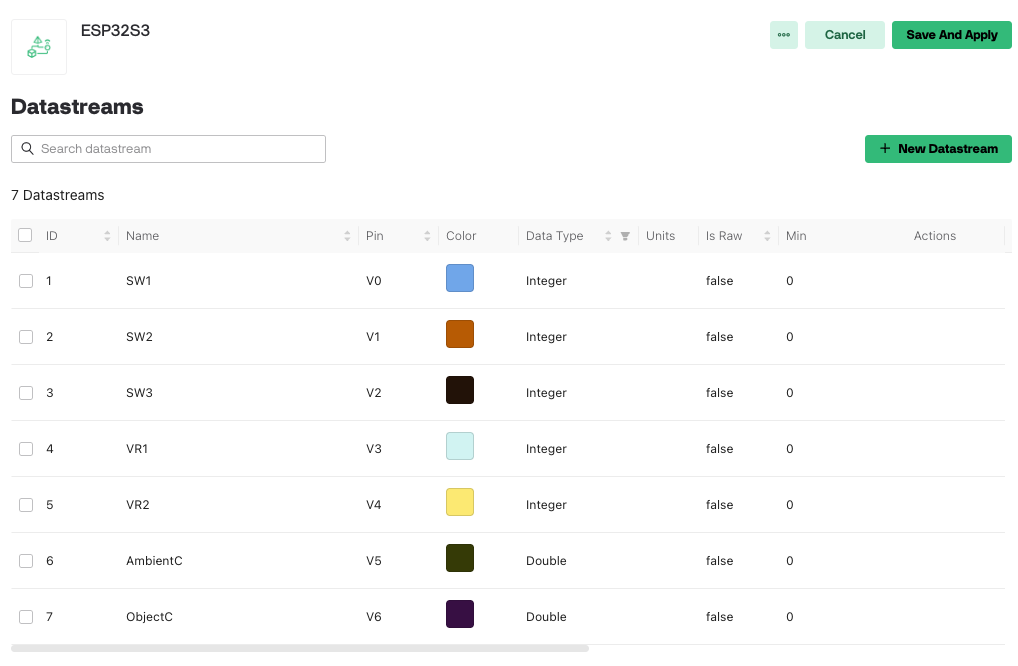 ESP32S3
Cancel
Save And Apply
Datastreams
Search datastream
+ New Datastream
7 Datastreams
ID Name Pin Color Data Type Units Is Raw Min Actions
1 SW1 V0 Integer false 0
2 SW2 V1 Integer false 0
3 SW3 V2 Integer false 0
4 VR1 V3 Integer false 0
5 VR2 V4 Integer false 0
6 AmbientC V5 Double false 0
7 ObjectC V6 Double false 0